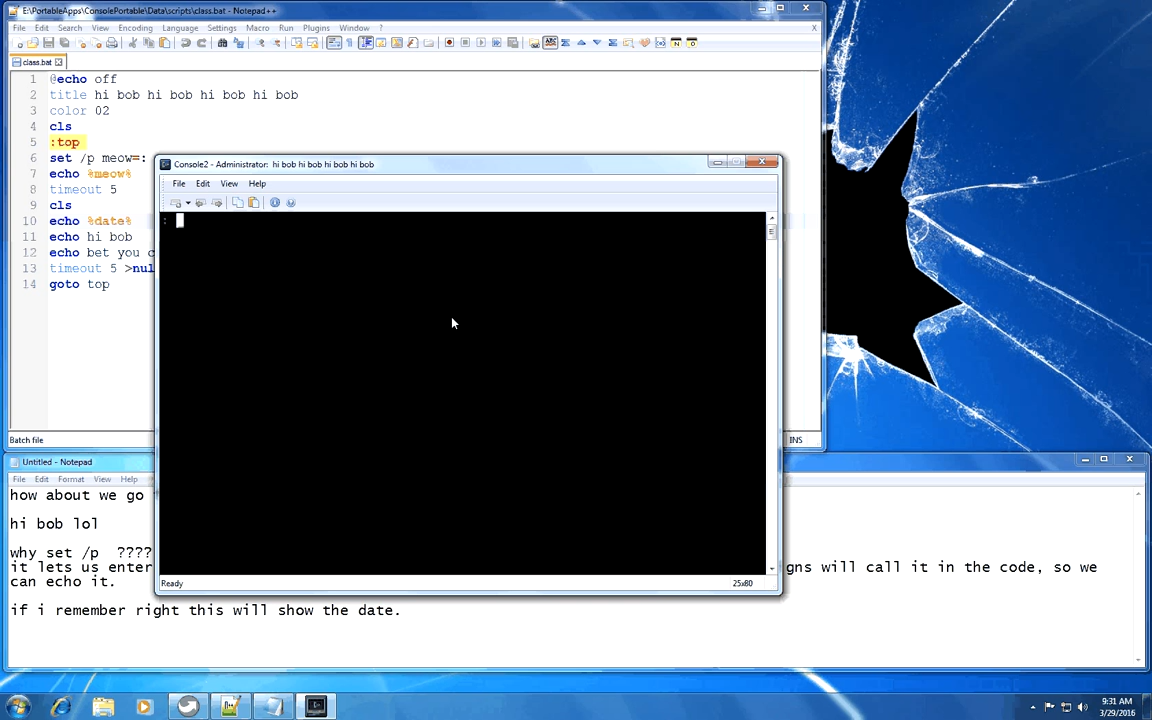 E:\PortableApps\ConsolePortable\Data\scripts\class.bat - Notepad++
File Edit Search View Encoding Language Settings Macro Run Plugins Window ? X
class.bat
1 @echo off
2 title hi bob hi bob hi bob hi bob
3 color 02
4 cls
5 :top
6 set /p meow=:
7 echo %meow%
8 timeout 5
9 cls
10 echo %date%
11 echo hi bob
12 echo bet you
13 timeout 5 >nul
14 goto top
Batch file INS
Console2 - Administrator: hi bob hi bob hi bob hi bob
File Edit View Help
:
Ready 25x80
Untitled - Notepad
File Edit Format View Help
how about we go
hi bob lol
why set /p ????
it lets us enter gns will call it in the code, so we
can echo it.
if i remember right this will show the date.
9:31 AM
3/29/2016